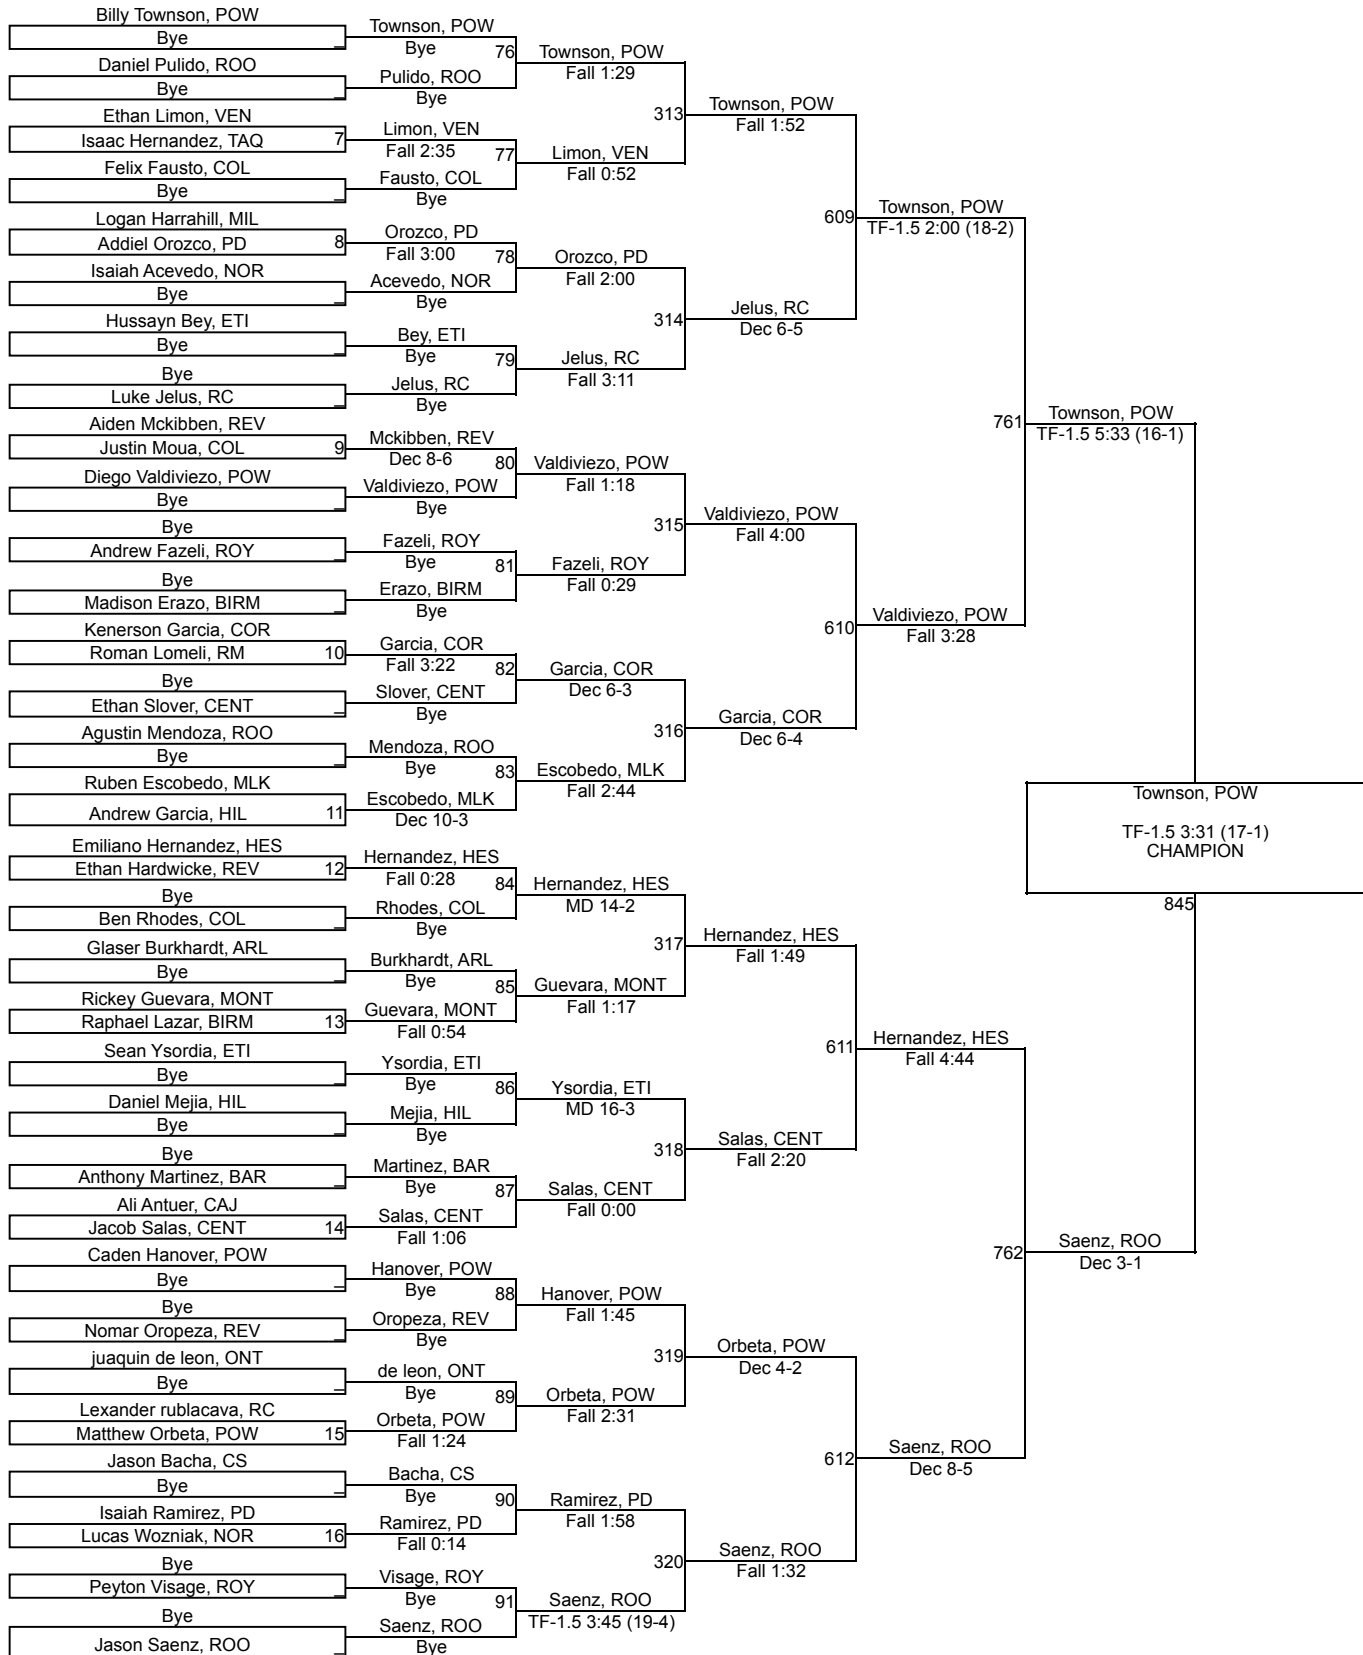 Billy Townson, POW
Bye _
Daniel Pulido, ROO
Bye _
Ethan Limon, VEN
Isaac Hernandez, TAQ 7
Felix Fausto, COL
Bye _
Logan Harrahill, MIL
Addiel Orozco, PD 8
Isaiah Acevedo, NOR
Bye _
Hussayn Bey, ETI
Bye _
Bye
Luke Jelus, RC _
Aiden Mckibben, REV
Justin Moua, COL 9
Diego Valdiviezo, POW
Bye _
Bye
Andrew Fazeli, ROY _
Bye
Madison Erazo, BIRM _
Kenerson Garcia, COR
Roman Lomeli, RM 10
Bye
Ethan Slover, CENT _
Agustin Mendoza, ROO
Bye _
Ruben Escobedo, MLK
Andrew Garcia, HIL 11
Emiliano Hernandez, HES
Ethan Hardwicke, REV 12
Bye
Ben Rhodes, COL _
Glaser Burkhardt, ARL
Bye _
Rickey Guevara, MONT
Raphael Lazar, BIRM 13
Sean Ysordia, ETI
Bye _
Daniel Mejia, HIL
Bye _
Bye
Anthony Martinez, BAR _
Ali Antuer, CAJ
Jacob Salas, CENT 14
Caden Hanover, POW
Bye _
Bye
Nomar Oropeza, REV _
juaquin de leon, ONT
Bye _
Lexander rublacava, RC
Matthew Orbeta, POW 15
Jason Bacha, CS
Bye _
Isaiah Ramirez, PD
Lucas Wozniak, NOR 16
Bye
Peyton Visage, ROY _
Bye
Jason Saenz, ROO _
Townson, POW
Bye 76
Pulido, ROO
Bye
Limon, VEN
Fall 2:35 77
Fausto, COL
Bye
Orozco, PD
Fall 3:00 78
Acevedo, NOR
Bye
Bey, ETI
Bye 79
Jelus, RC
Bye
Mckibben, REV
Dec 8-6 80
Valdiviezo, POW
Bye
Fazeli, ROY
Bye 81
Erazo, BIRM
Bye
Garcia, COR
Fall 3:22 82
Slover, CENT
Bye
Mendoza, ROO
Bye 83
Escobedo, MLK
Dec 10-3
Hernandez, HES
Fall 0:28 84
Rhodes, COL
Bye
Burkhardt, ARL
Bye 85
Guevara, MONT
Fall 0:54
Ysordia, ETI
Bye 86
Mejia, HIL
Bye
Martinez, BAR
Bye 87
Salas, CENT
Fall 1:06
Hanover, POW
Bye 88
Oropeza, REV
Bye
de leon, ONT
Bye 89
Orbeta, POW
Fall 1:24
Bacha, CS
Bye 90
Ramirez, PD
Fall 0:14
Visage, ROY
Bye 91
Saenz, ROO
Bye
Townson, POW
Fall 1:29
313
Limon, VEN
Fall 0:52
Orozco, PD
Fall 2:00
314
Jelus, RC
Fall 3:11
Valdiviezo, POW
Fall 1:18
315
Fazeli, ROY
Fall 0:29
Garcia, COR
Dec 6-3
316
Escobedo, MLK
Fall 2:44
Hernandez, HES
MD 14-2
317
Guevara, MONT
Fall 1:17
Ysordia, ETI
MD 16-3
318
Salas, CENT
Fall 0:00
Hanover, POW
Fall 1:45
319
Orbeta, POW
Fall 2:31
Ramirez, PD
Fall 1:58
320
Saenz, ROO
TF-1.5 3:45 (19-4)
Townson, POW
Fall 1:52
609
Jelus, RC
Dec 6-5
Valdiviezo, POW
Fall 4:00
610
Garcia, COR
Dec 6-4
Hernandez, HES
Fall 1:49
611
Salas, CENT
Fall 2:20
Orbeta, POW
Dec 4-2
612
Saenz, ROO
Fall 1:32
Townson, POW
TF-1.5 2:00 (18-2)
761
Valdiviezo, POW
Fall 3:28
Hernandez, HES
Fall 4:44
762
Saenz, ROO
Dec 8-5
Townson, POW
TF-1.5 5:33 (16-1)
Saenz, ROO
Dec 3-1
Townson, POW
TF-1.5 3:31 (17-1)
CHAMPION
845